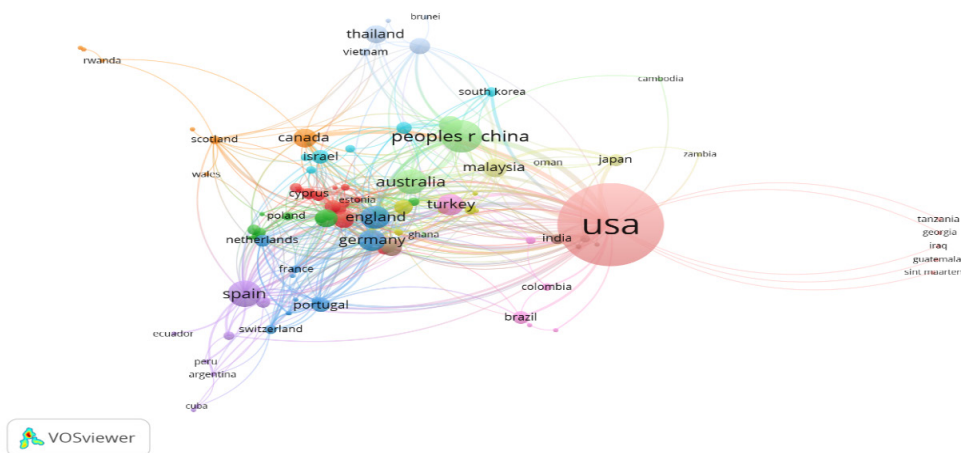 brunei
thailand
vietnam
rwanda
cambodia
south korea
scotland
canada
peoples r china
israel
malaysia
oman
japan
zambia
wales
cyprus
estonia
australia
turkey
poland
england
usa
tanzania
netherlands
germany
ghana
india
georgia
iraq
france
guatemala
sint maarten
spain
portugal
colombia
brazil
ecuador
switzerland
peru
argentina
cuba
VOSviewer